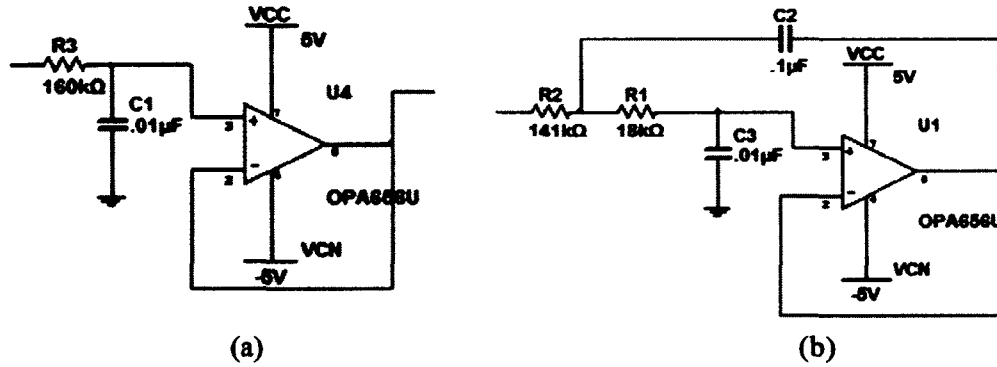 VCC
5V
R3
160kΩ
C1
.01µF
U4
3
+
7
6
2
−
4
OPA656U
VCN
-5V
(a)
C2
.1µF
VCC
5V
R2
141kΩ
R1
18kΩ
C3
.01µF
U1
3
+
7
6
2
−
4
OPA656U
VCN
-5V
(b)